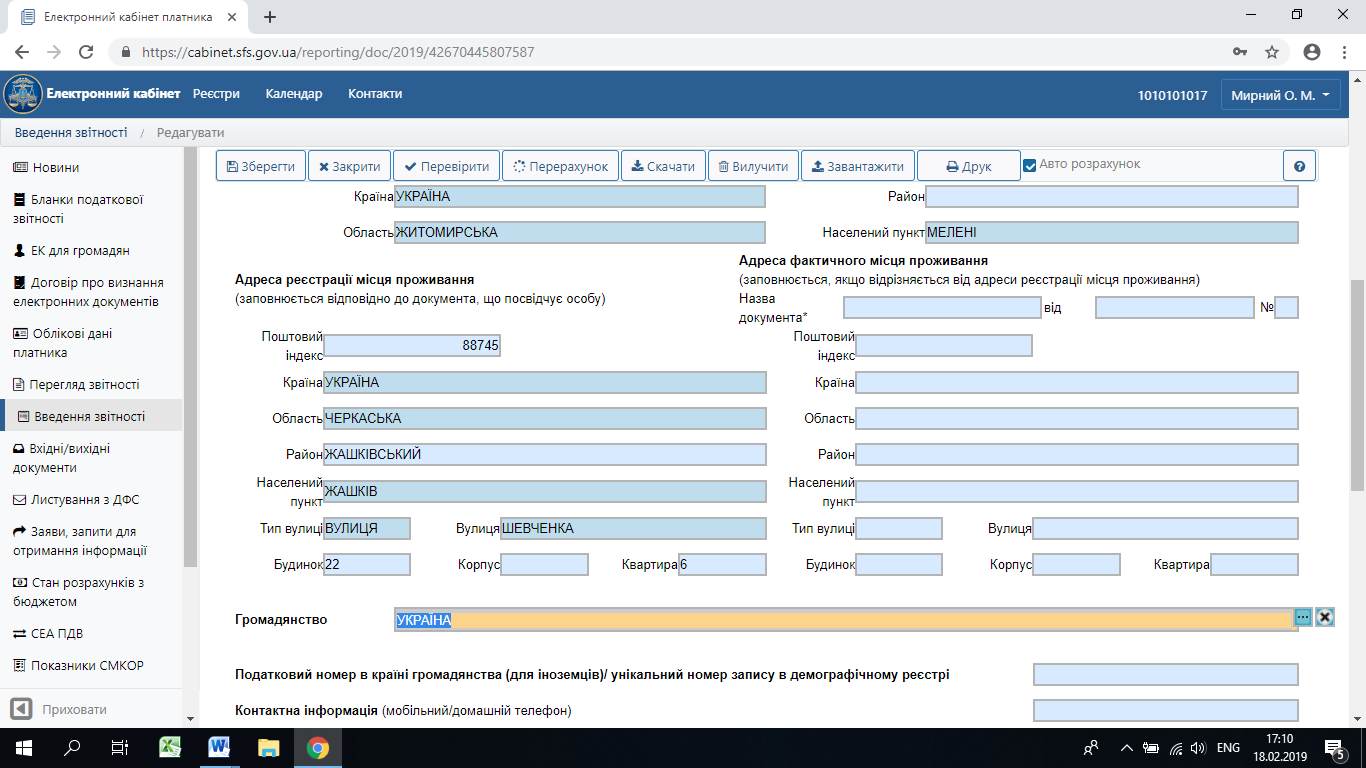 Електронний кабінет платника
https://cabinet.sfs.gov.ua/reporting/doc/2019/42670445807587
Електронний кабінет Реєстри Календар Контакти 1010101017 Мирний О. М.
Введення звітності / Редагувати
Новини
Бланки податкової
звітності
ЕК для громадян
Договір про визнання
електронних документів
Облікові дані
платника
Перегляд звітності
Введення звітності
Вхідні/вихідні
документи
Листування з ДФС
Заяви, запити для
отримання інформації
Стан розрахунків з
бюджетом
СЕА ПДВ
Показники СМКОР
Приховати
Зберегти Закрити Перевірити Перерахунок Скачати Вилучити Завантажити Друк Авто розрахунок ?
Країна УКРАЇНА Район
Область ЖИТОМИРСЬКА Населений пункт МЕЛЕНІ
Адреса реєстрації місця проживання
(заповнюється відповідно до документа, що посвідчує особу)
Адреса фактичного місця проживання
(заповнюється, якщо відрізняється від адреси реєстрації місця проживання)
Назва
документа* від №
Поштовий
індекс 88745
Країна УКРАЇНА
Область ЧЕРКАСЬКА
Район ЖАШКІВСЬКИЙ
Населений
пункт ЖАШКІВ
Тип вулиці ВУЛИЦЯ Вулиця ШЕВЧЕНКА
Будинок 22 Корпус Квартира 6
Поштовий
індекс
Країна
Область
Район
Населений
пункт
Тип вулиці Вулиця
Будинок Корпус Квартира
Громадянство УКРАЇНА
Податковий номер в країні громадянства (для іноземців)/ унікальний номер запису в демографічному реєстрі
Контактна інформація (мобільний/домашній телефон)
ENG
17:10
18.02.2019
5